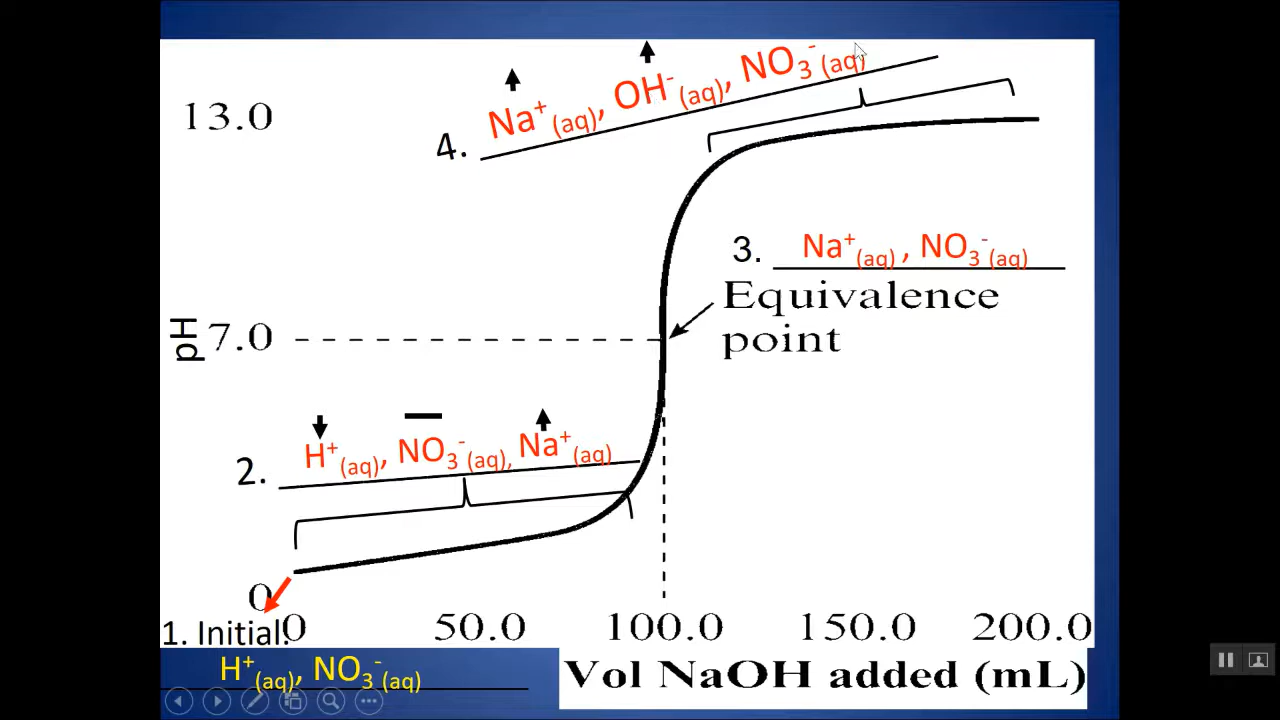 4. Na⁺(aq), OH⁻(aq), NO₃⁻(aq)
13.0
3. Na⁺(aq), NO₃⁻(aq)
Equivalence
point
pH
7.0
2. H⁺(aq), NO₃⁻(aq), Na⁺(aq)
0
1. Initial:
0 50.0 100.0 150.0 200.0
H⁺(aq), NO₃⁻(aq)
Vol NaOH added (mL)